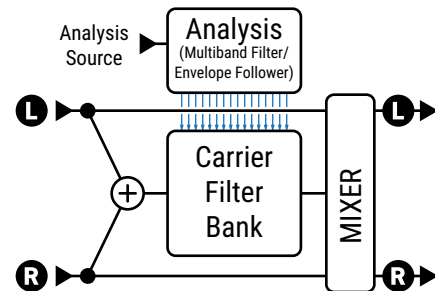 Analysis
Source
Analysis
(Multiband Filter/
Envelope Follower)
L
L
Carrier
Filter
Bank
+
MIXER
R
R